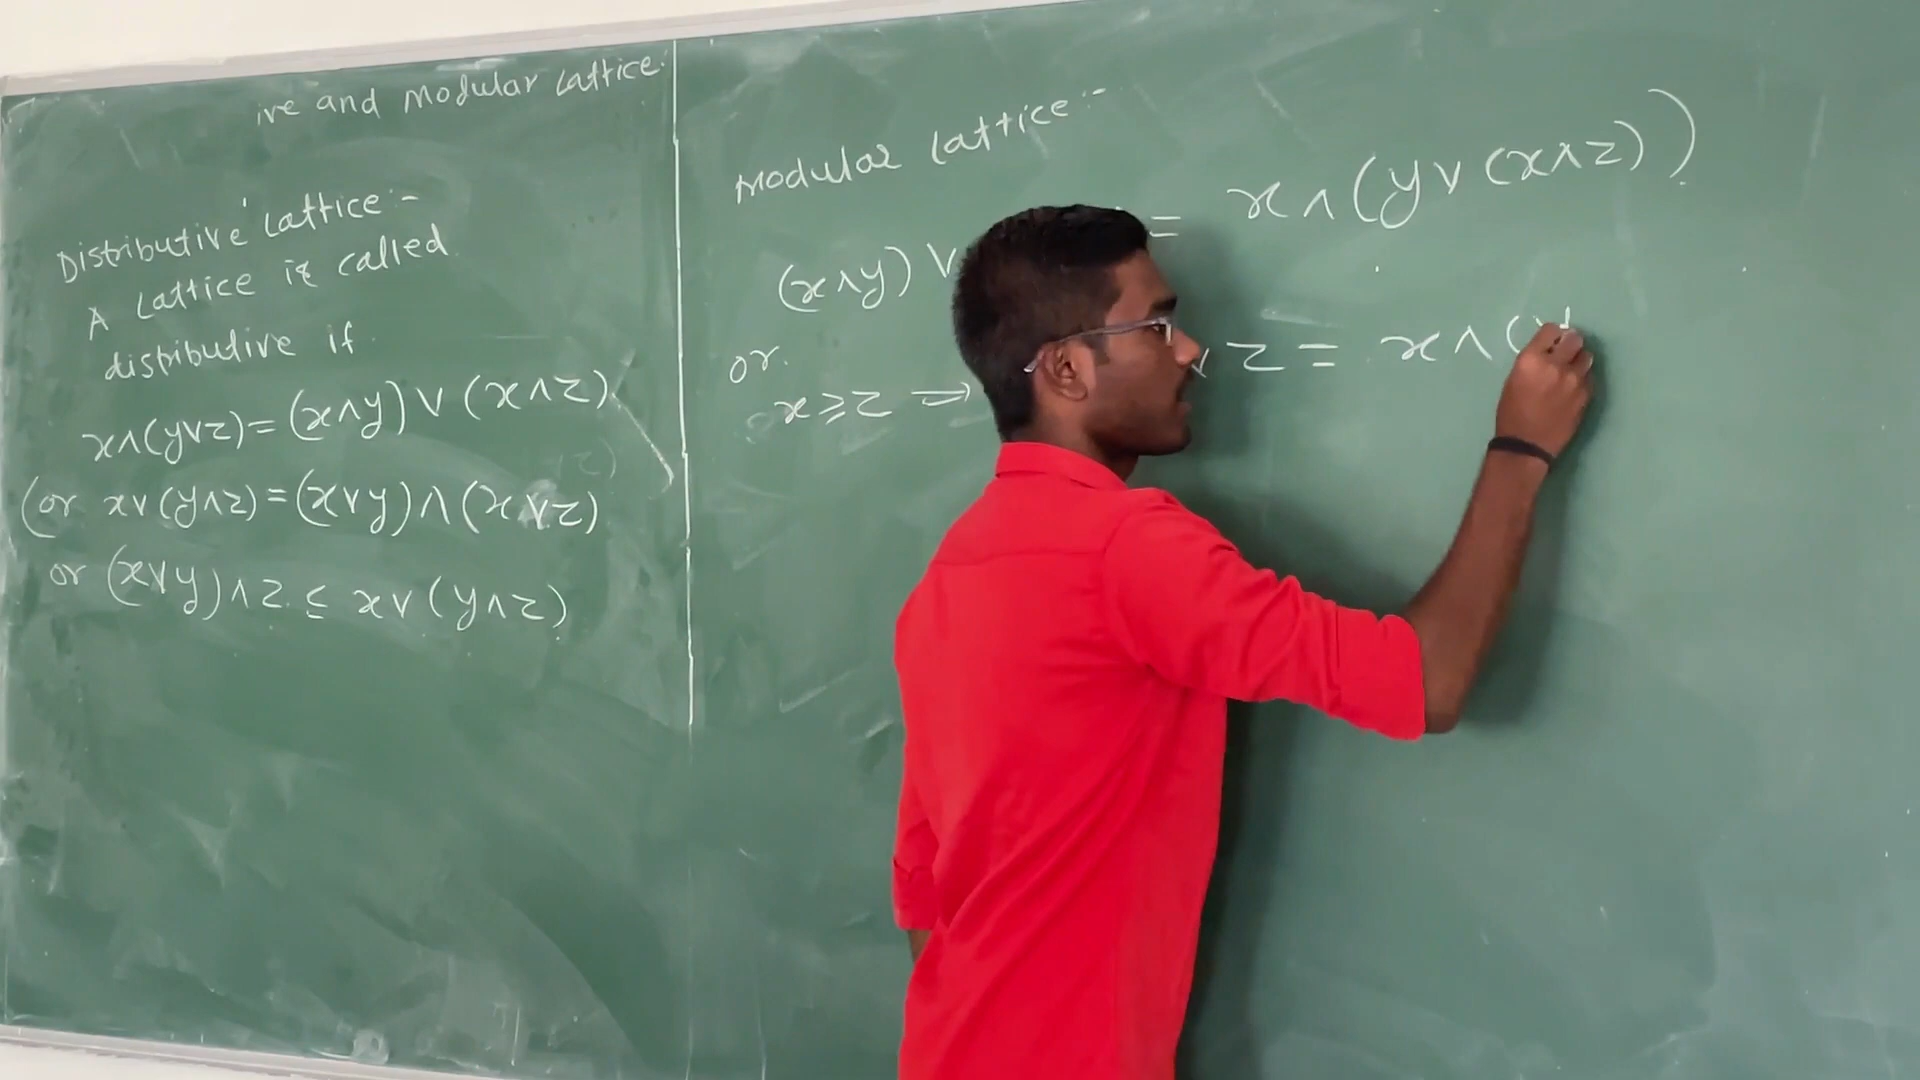 ive and Modular Lattice:
Distributive Lattice:-
A Lattice is called
distributive if
x∧(y∨z)=(x∧y)∨(x∧z)
(or x∨(y∧z)=(x∨y)∧(x∨z)
or (x∨y)∧z ≤ x∨(y∧z)
Modular Lattice:-
(x∧y)∨ = x∧(y∨(x∧z))
or
x≥z ⇒ ∨z = x∧(y